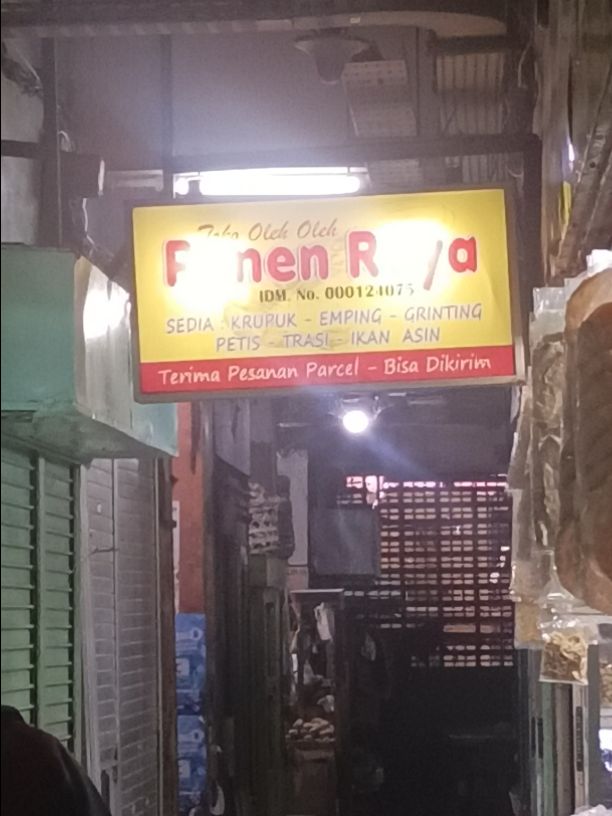 Toko Oleh Oleh
IDM. No. 000124075
SEDIA : KRUPUK - EMPING - GRINTING
PETIS - TRASI - IKAN ASIN
Terima Pesanan Parcel - Bisa Dikirim